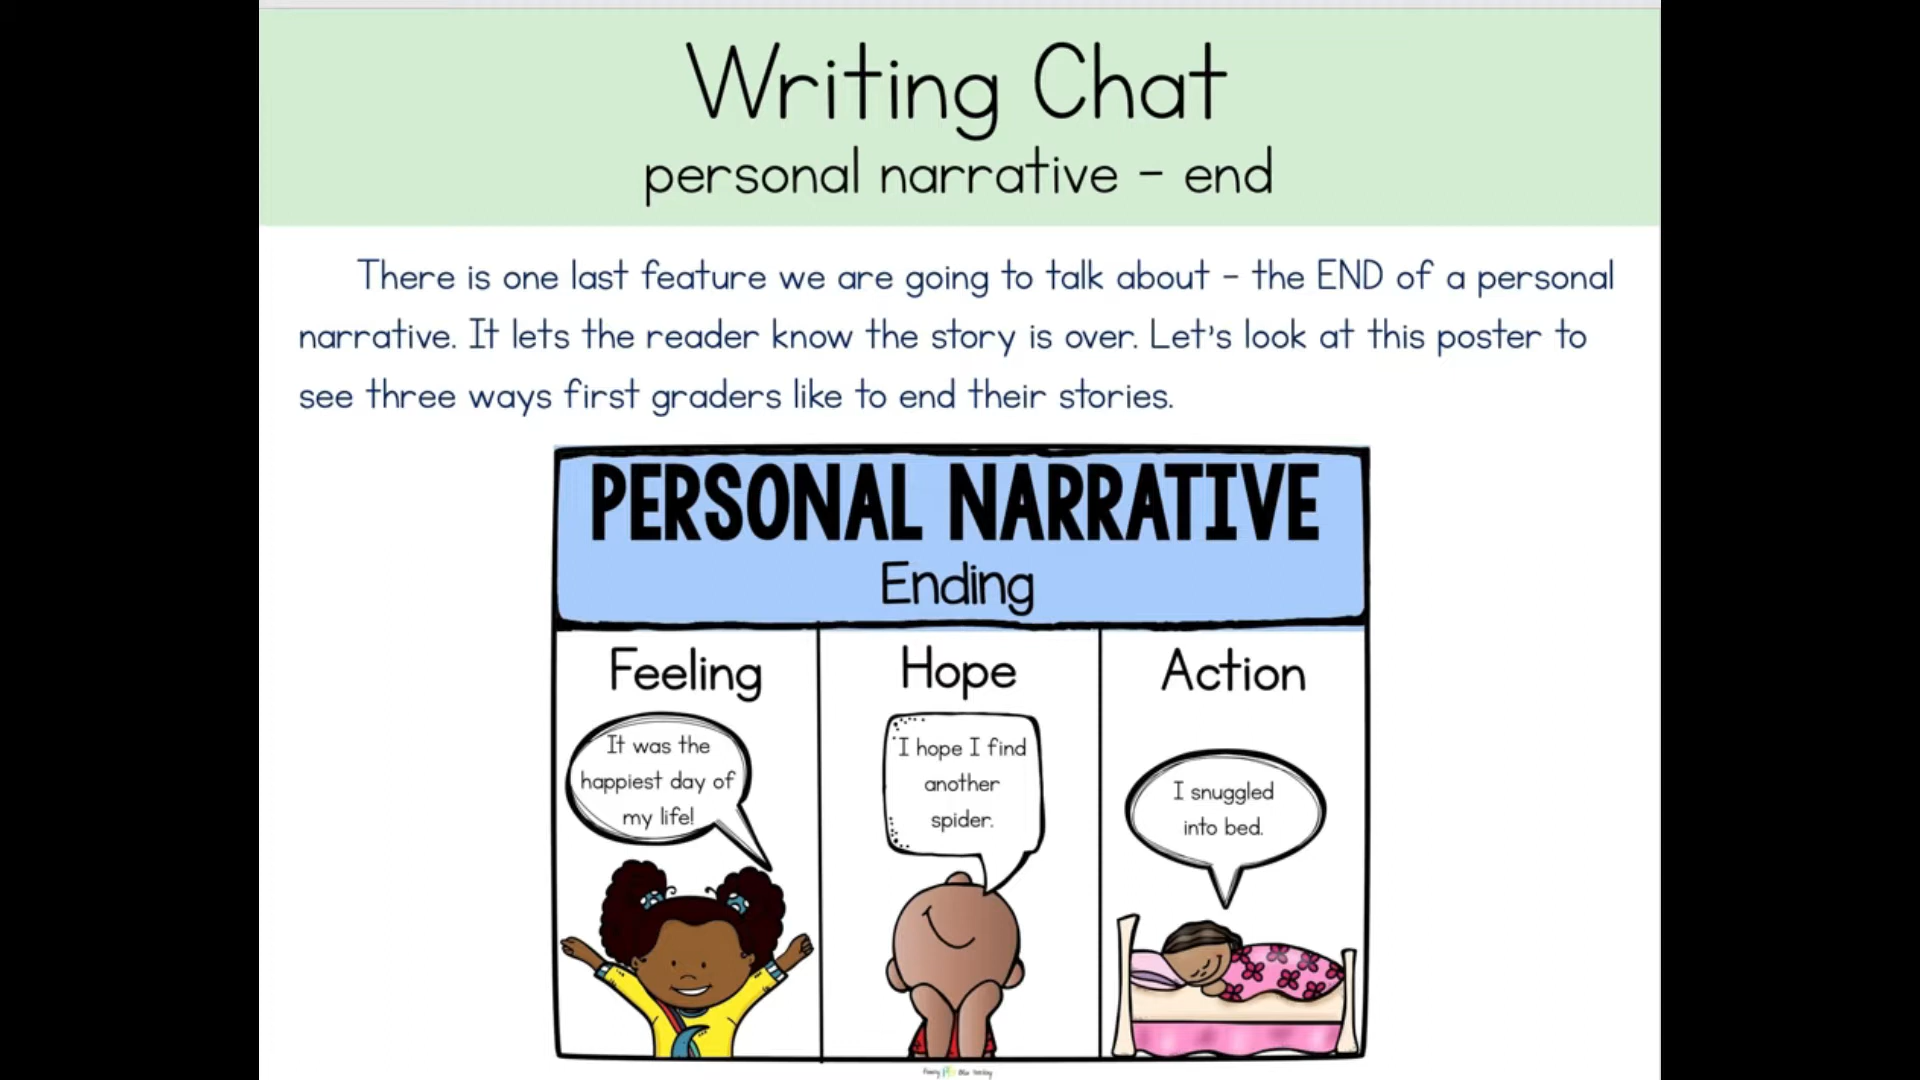 Writing Chat
personal narrative - end
There is one last feature we are going to talk about - the END of a personal
narrative. It lets the reader know the story is over. Let's look at this poster to
see three ways first graders like to end their stories.
PERSONAL NARRATIVE
Ending
Feeling
It was the
happiest day of
my life!
Hope
I hope I find
another
spider.
Action
I snuggled
into bed.